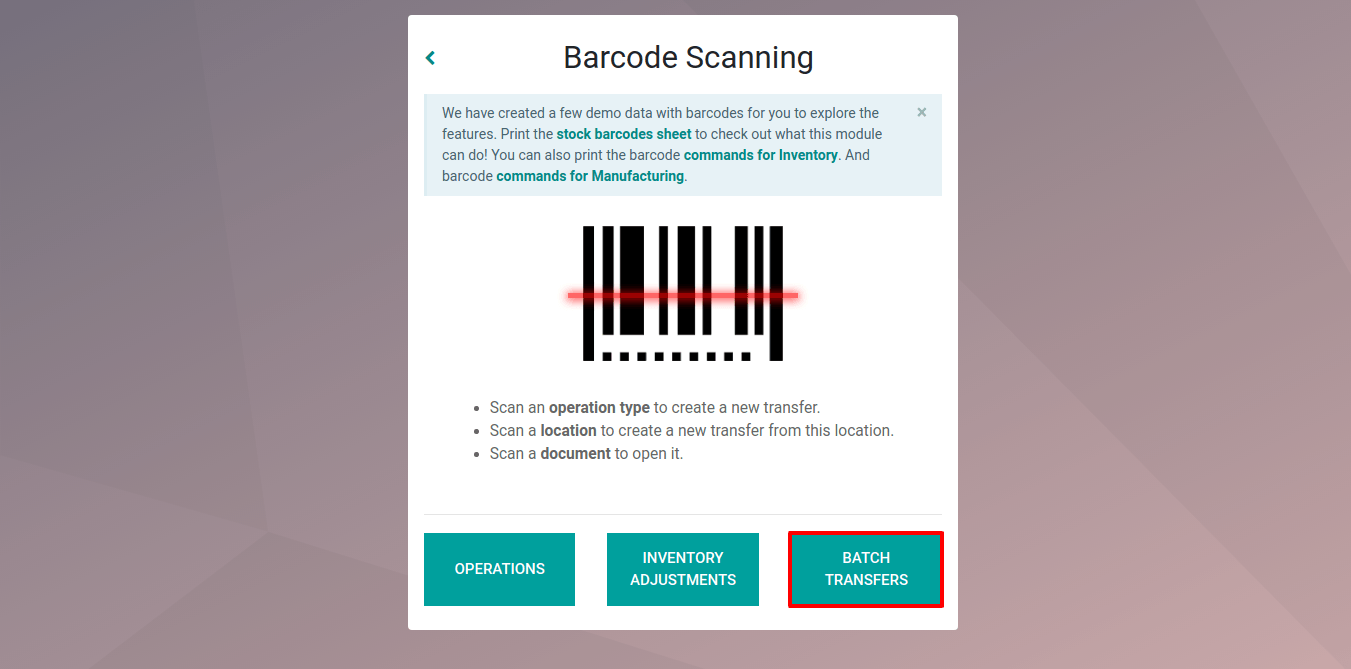 Barcode Scanning
We have created a few demo data with barcodes for you to explore the
features. Print the stock barcodes sheet to check out what this module
can do! You can also print the barcode commands for Inventory. And
barcode commands for Manufacturing.
Scan an operation type to create a new transfer.
Scan a location to create a new transfer from this location.
Scan a document to open it.
OPERATIONS
INVENTORY
ADJUSTMENTS
BATCH
TRANSFERS